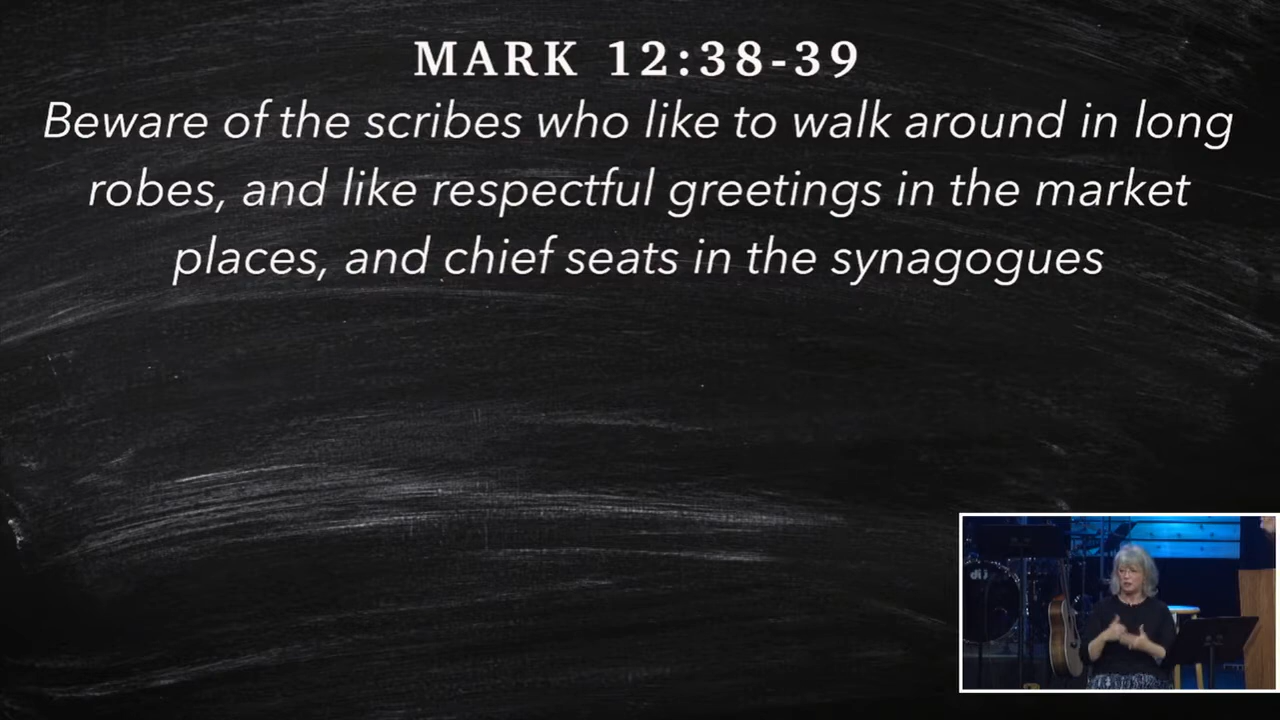 MARK 12:38-39
Beware of the scribes who like to walk around in long
robes, and like respectful greetings in the market
places, and chief seats in the synagogues